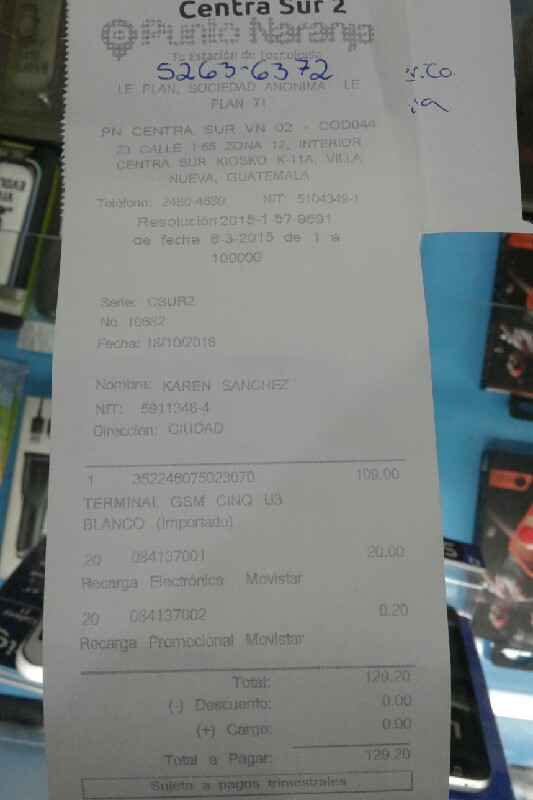 Centra Sur 2
Punto Naranja
Tu Estación de Tecnología
5263-6372
LE PLAN, SOCIEDAD ANONIMA LE
PLAN 71
PN CENTRA SUR VN 02 - COD044
23 CALLE 1-55 ZONA 12, INTERIOR
CENTRA SUR KIOSKO K-11A, VILLA
NUEVA, GUATEMALA
Teléfono: 2480-4689 NIT: 5104349-1
Resolución 2015-1-57-9691
de fecha 6-3-2015 de 1 a
100000
Serie: CSUR2
No. 10682
Fecha: 18/10/2016
Nombre: KAREN SANCHEZ
NIT: 5911346-4
Direccion: CIUDAD
1 352246075023070 109.00
TERMINAL GSM CINQ U3
BLANCO (Importado)
20 084137001 20.00
Recarga Electrónica Movistar
20 084137002 0.20
Recarga Promocional Movistar
Total: 129.20
(-) Descuento: 0.00
(+) Cargo: 0.00
Total a Pagar: 129.20
Sujeto a pagos trimestrales